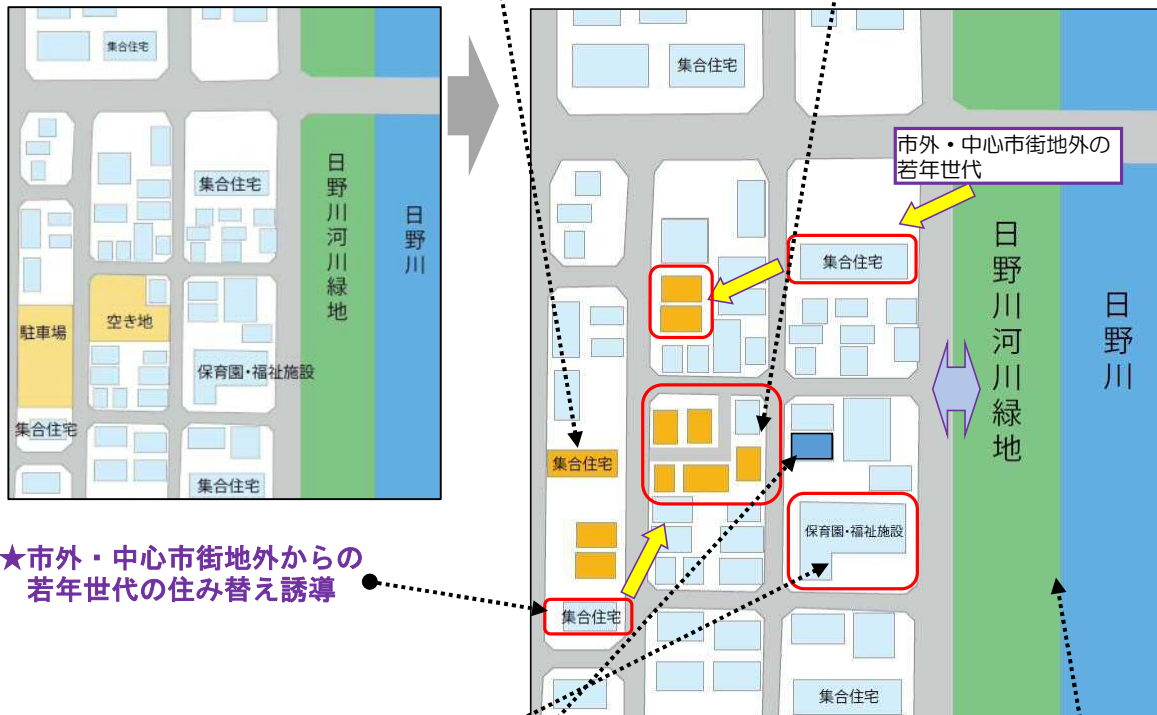 集合住宅
集合住宅
日野川河川緑地
日野川
駐車場
空き地
保育園・福祉施設
集合住宅
集合住宅
★市外・中心市街地外からの
若年世代の住み替え誘導
集合住宅
市外・中心市街地外の
若年世代
集合住宅
日野川河川緑地
日野川
集合住宅
保育園・福祉施設
集合住宅
集合住宅